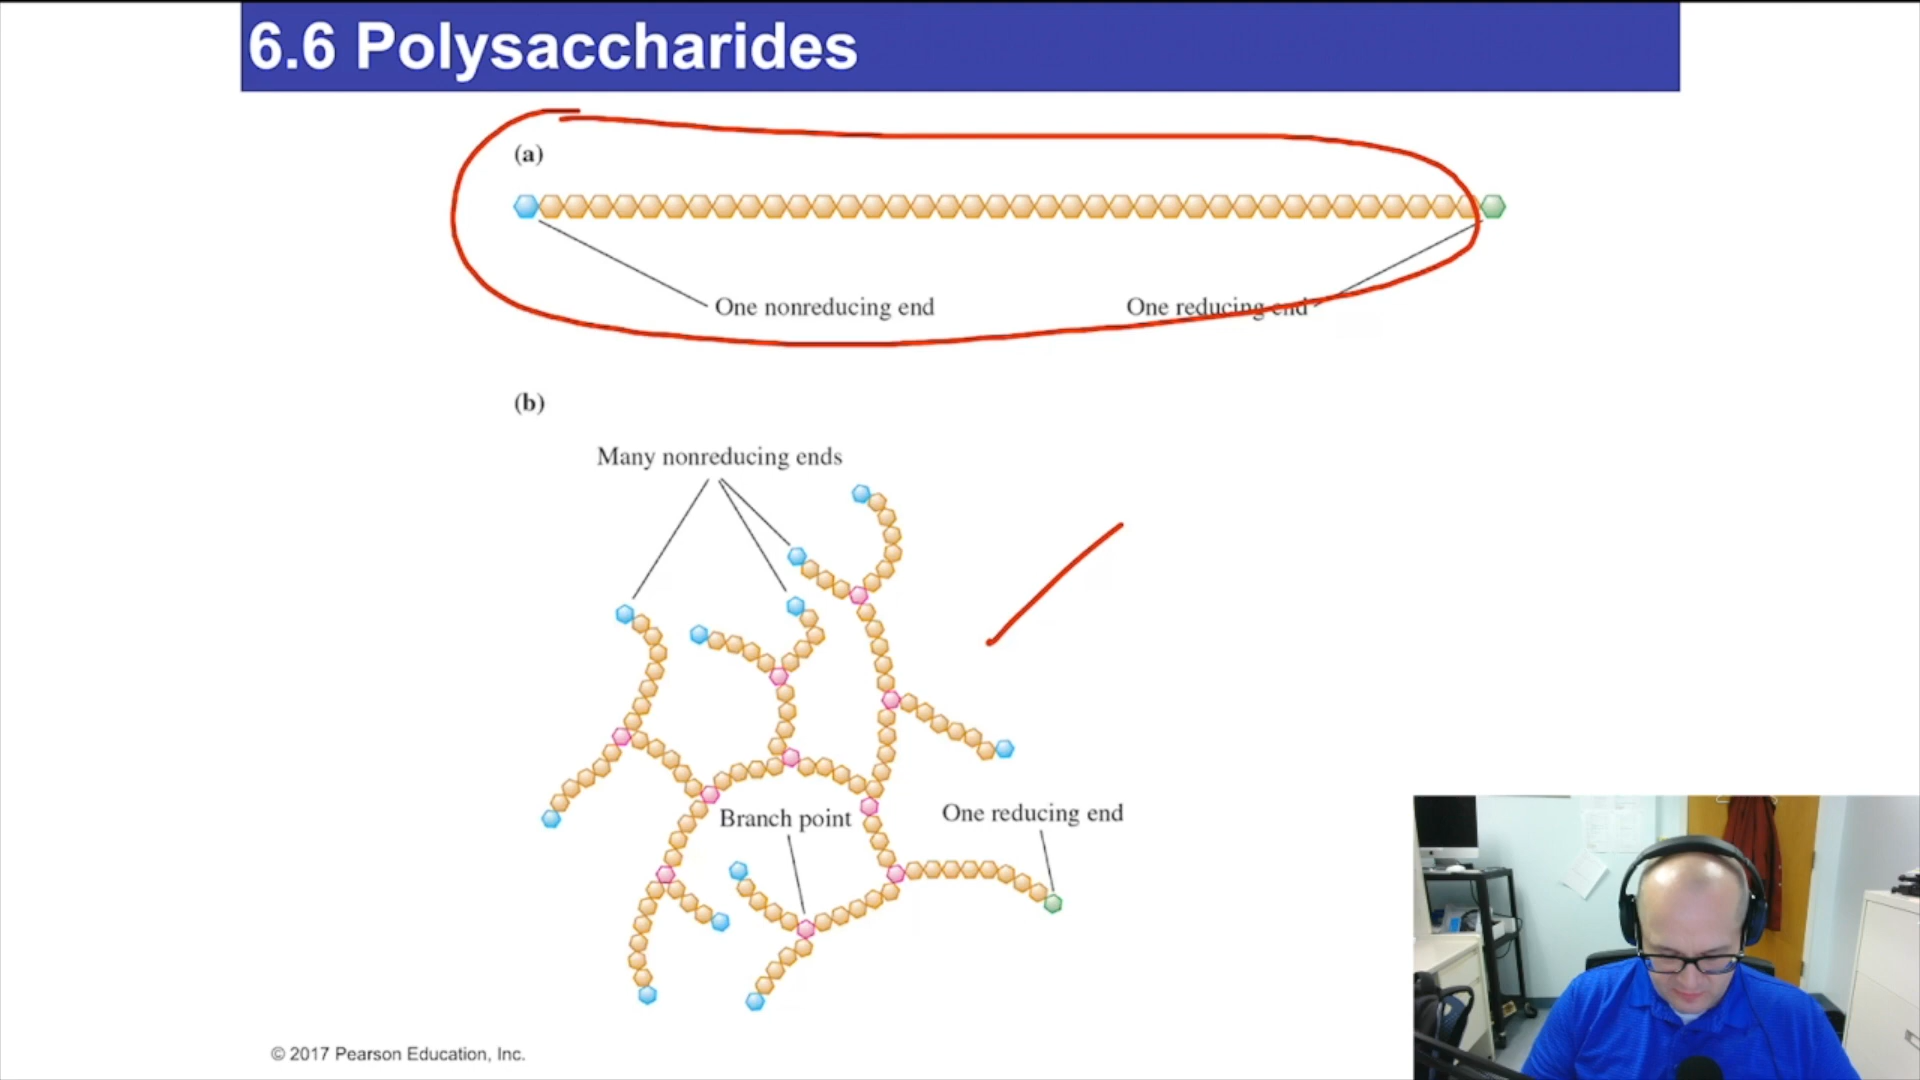 6.6 Polysaccharides
(a)
One nonreducing end
One reducing end
(b)
Many nonreducing ends
Branch point
One reducing end
© 2017 Pearson Education, Inc.